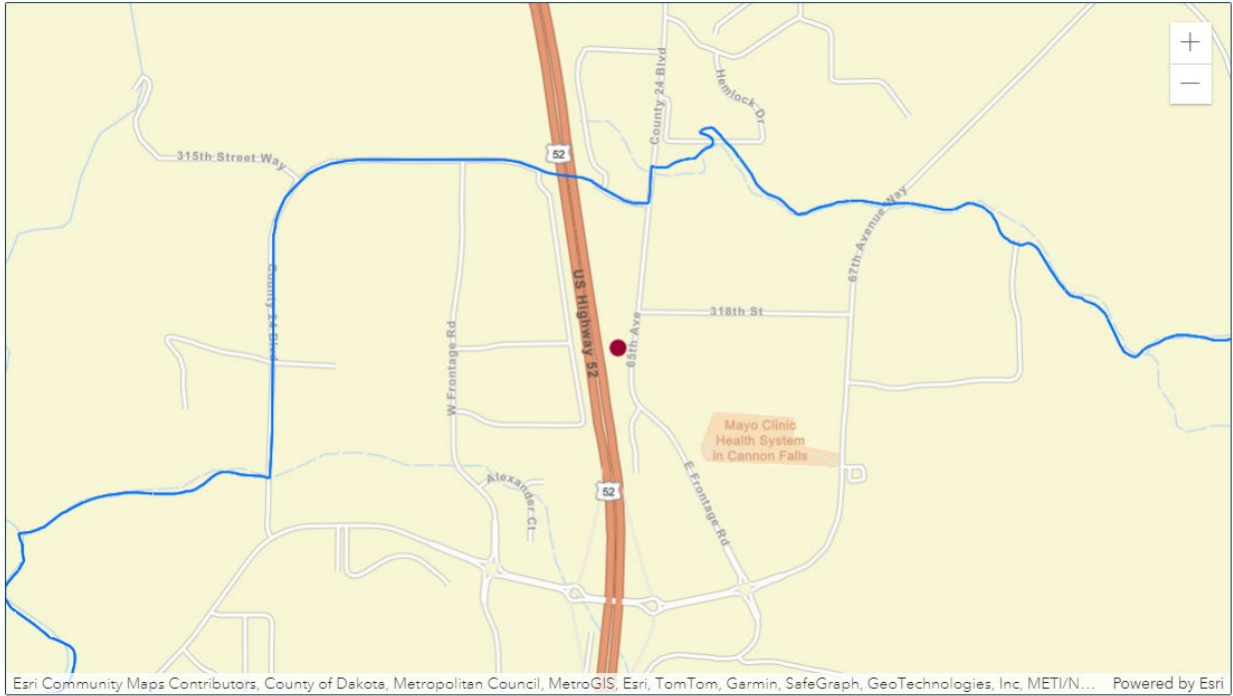 +
−
County 24 Blvd
Hemlock Dr
315th Street Way
52
67th Avenue Way
County 24 Blvd
US Highway 52
318th St
65th Ave
W Frontage Rd
Mayo Clinic
Health System
in Cannon Falls
Alexander Ct
52
E Frontage Rd
Esri Community Maps Contributors, County of Dakota, Metropolitan Council, MetroGIS, Esri, TomTom, Garmin, SafeGraph, GeoTechnologies, Inc, METI/N... Powered by Esri